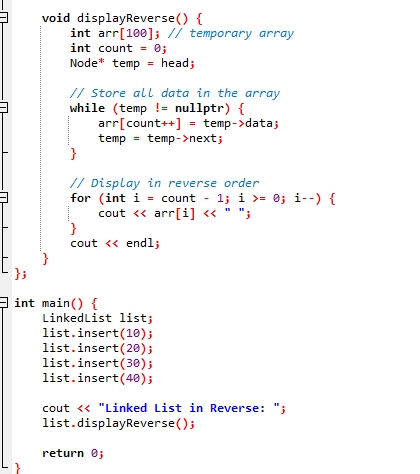 void displayReverse() {
int arr[100]; // temporary array
int count = 0;
Node* temp = head;
// Store all data in the array
while (temp != nullptr) {
arr[count++] = temp->data;
temp = temp->next;
}
// Display in reverse order
for (int i = count - 1; i >= 0; i--) {
cout << arr[i] << " ";
}
cout << endl;
}
};
int main() {
LinkedList list;
list.insert(10);
list.insert(20);
list.insert(30);
list.insert(40);
cout << "Linked List in Reverse: ";
list.displayReverse();
return 0;
}